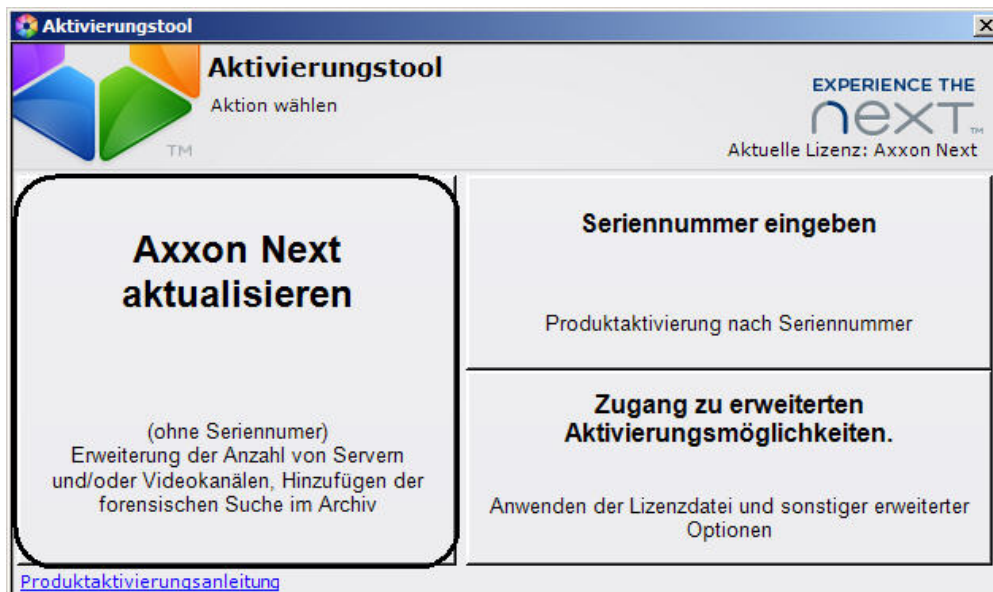 Aktivierungstool
Aktivierungstool
Aktion wählen
TM
EXPERIENCE THE
next TM
Aktuelle Lizenz: Axxon Next
Axxon Next
aktualisieren
(ohne Seriennumer)
Erweiterung der Anzahl von Servern
und/oder Videokanälen, Hinzufügen der
forensischen Suche im Archiv
Seriennummer eingeben
Produktaktivierung nach Seriennummer
Zugang zu erweiterten
Aktivierungsmöglichkeiten.
Anwenden der Lizenzdatei und sonstiger erweiterter
Optionen
Produktaktivierungsanleitung